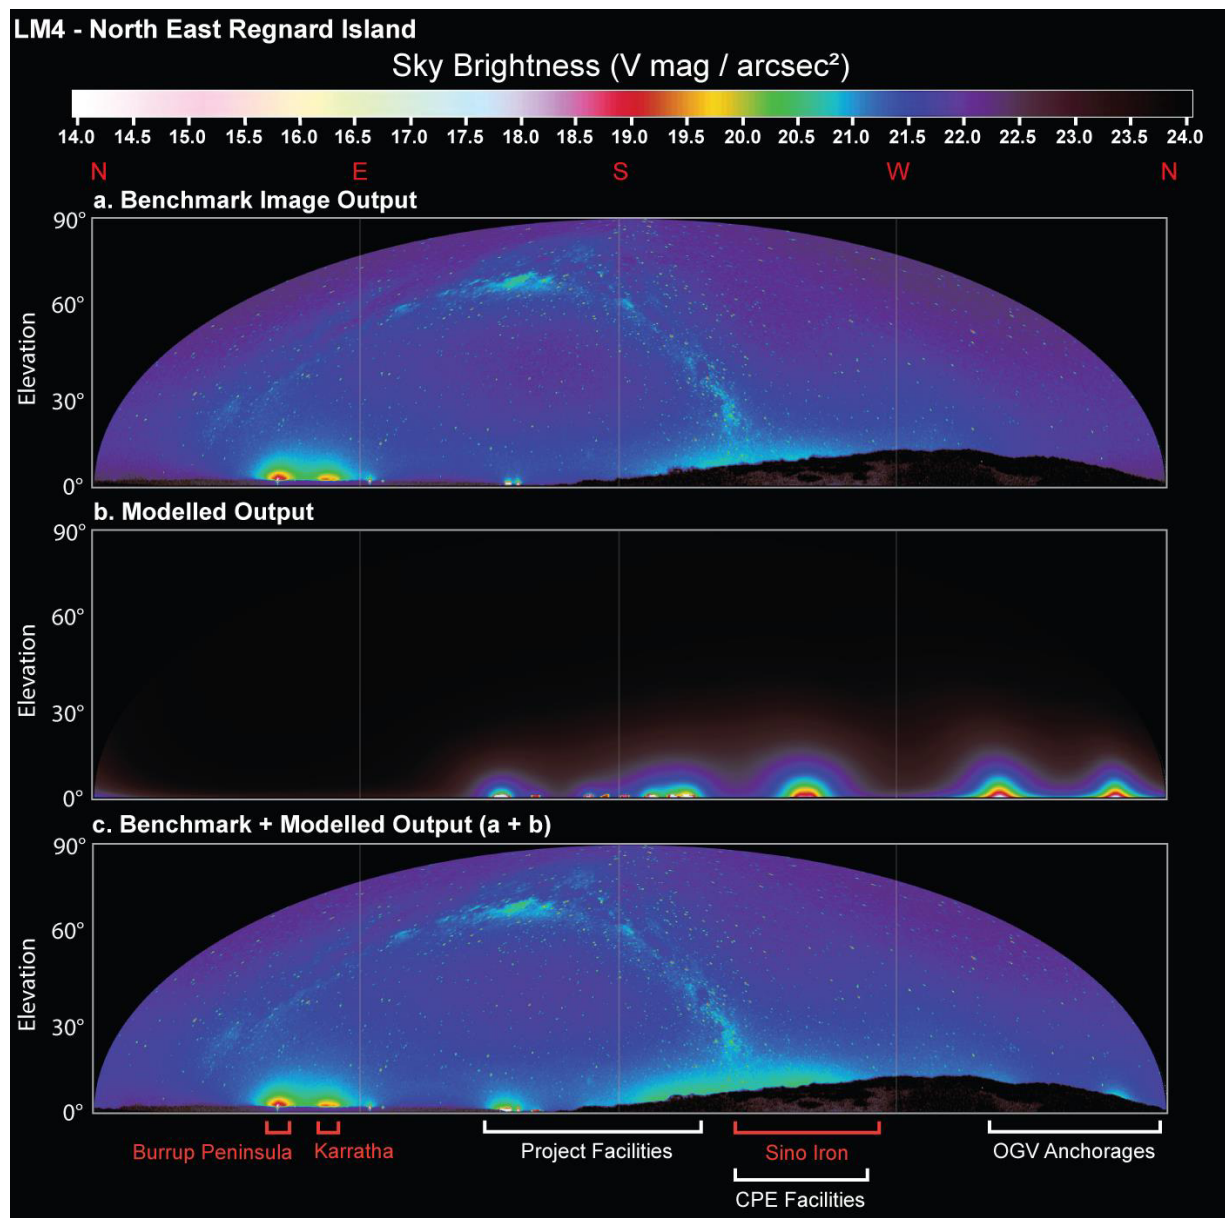 LM4 - North East Regnard Island
Sky Brightness (V mag / arcsec²)
14.0 14.5 15.0 15.5 16.0 16.5 17.0 17.5 18.0 18.5 19.0 19.5 20.0 20.5 21.0 21.5 22.0 22.5 23.0 23.5 24.0
N E S W N
a. Benchmark Image Output
90°
60°
Elevation
30°
0°
b. Modelled Output
90°
60°
Elevation
30°
0°
c. Benchmark + Modelled Output (a + b)
90°
60°
Elevation
30°
0°
Burrup Peninsula Karratha Project Facilities Sino Iron OGV Anchorages
CPE Facilities